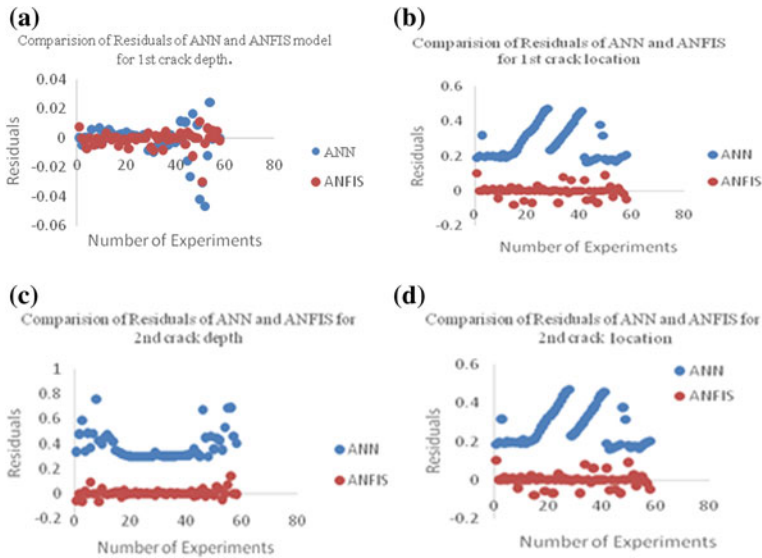 (a)
Comparision of Residuals of ANN and ANFIS model
for 1st crack depth.
0.04
0.02
0
-0.02
-0.04
-0.06
0
20
40
60
80
Residuals
Number of Experiments
ANN
ANFIS
(b)
Comparision of Residuals of ANN and ANFIS
for 1st crack location
0.6
0.4
0.2
0
-0.2
0
20
40
60
80
Residuals
Number of Experiments
ANN
ANFIS
(c)
Comparision of Residuals of ANN and ANFIS for
2nd crack depth
1
0.8
0.6
0.4
0.2
0
-0.2
0
20
40
60
80
Residuals
Number of Experiments
ANN
ANFIS
(d)
Comparision of Residuals of ANN and ANFIS for
2nd crack location
0.6
0.4
0.2
0
-0.2
0
20
40
60
80
Residuals
Number of Experiments
ANN
ANFIS